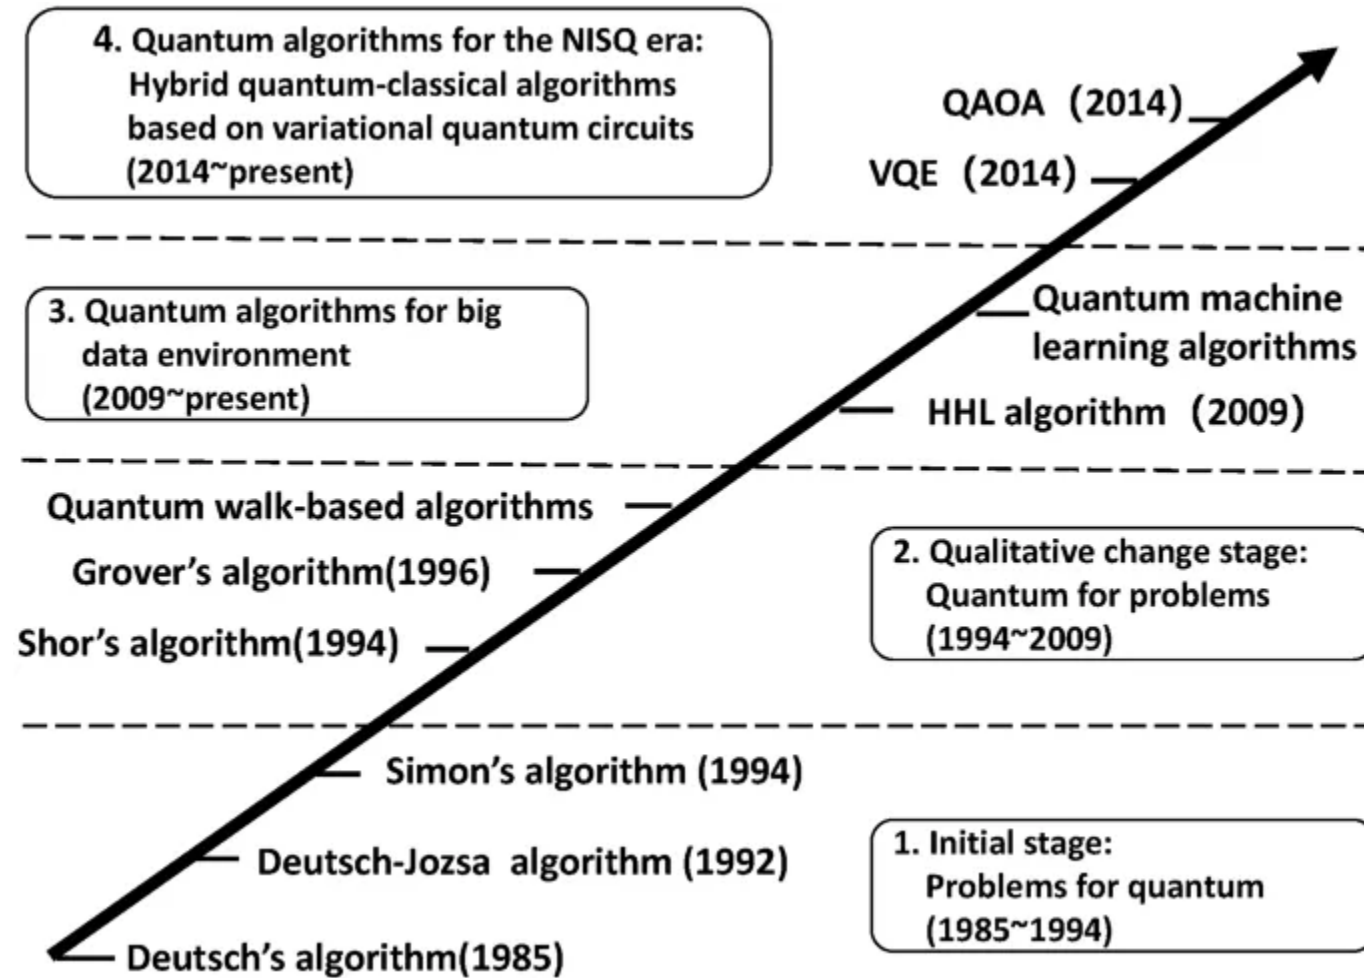 4. Quantum algorithms for the NISQ era:
Hybrid quantum-classical algorithms
based on variational quantum circuits
(2014~present)
QAOA (2014)
VQE (2014)
3. Quantum algorithms for big
data environment
(2009~present)
Quantum machine
learning algorithms
HHL algorithm (2009)
Quantum walk-based algorithms
Grover’s algorithm(1996)
Shor’s algorithm(1994)
2. Qualitative change stage:
Quantum for problems
(1994~2009)
Simon’s algorithm (1994)
Deutsch-Jozsa algorithm (1992)
Deutsch’s algorithm(1985)
1. Initial stage:
Problems for quantum
(1985~1994)